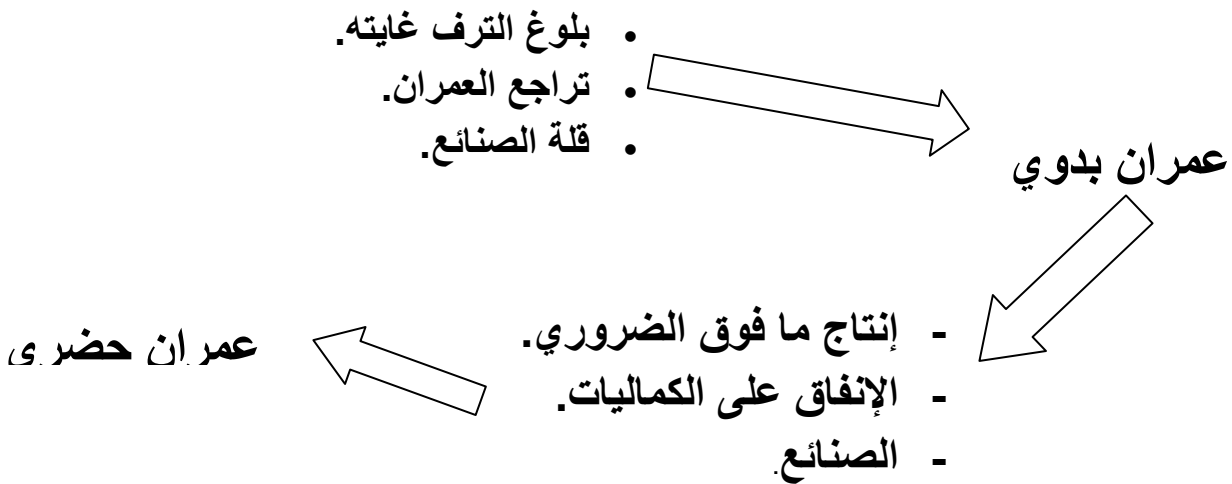 • بلوغ الترف غايته.
• تراجع العمران.
• قلة الصنائع.
عمران بدوي
- إنتاج ما فوق الضروري.
- الإنفاق على الكماليات.
- الصنائع.
عمران حضري